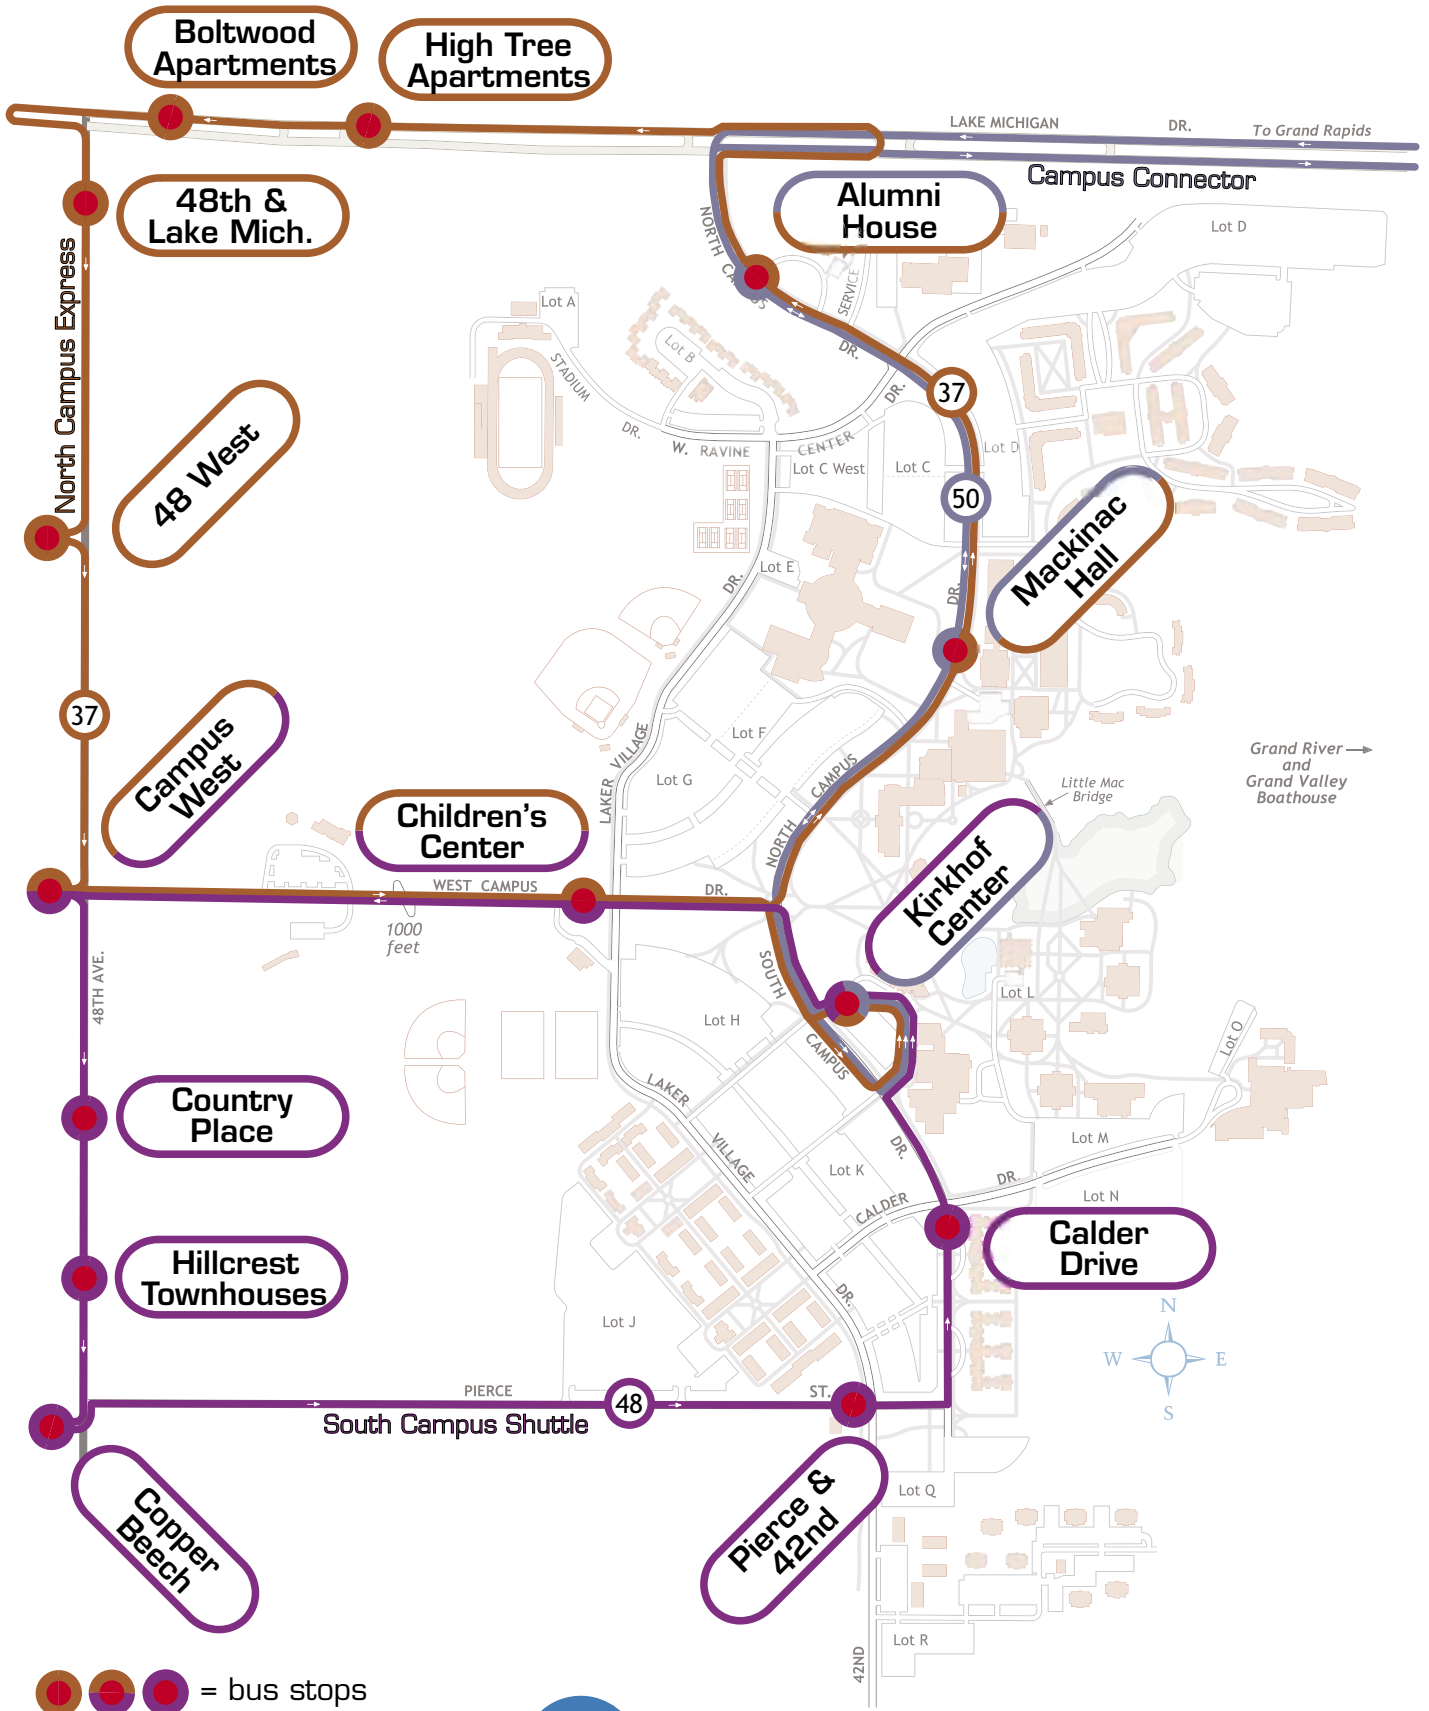 Boltwood
Apartments
High Tree
Apartments
LAKE MICHIGAN
DR.
To Grand Rapids
Campus Connector
48th &
Lake Mich.
Alumni
House
NORTH CAMPUS
DR.
SERVICE
Lot D
North Campus Express
Lot A
Lot B
STADIUM
DR.
W. RAVINE
CENTER
DR.
37
Lot C West
Lot C
Lot D
50
48 West
Mackinac
Hall
Lot E
DR.
DR.
37
Campus
West
LAKER VILLAGE
Lot F
Lot G
NORTH CAMPUS
Grand River
and
Grand Valley
Boathouse
Little Mac
Bridge
Children's
Center
Kirkhof
Center
WEST CAMPUS
DR.
1000
feet
48TH AVE.
SOUTH CAMPUS
DR.
Lot H
Lot L
Lot O
LAKER VILLAGE
DR.
Country
Place
Lot M
Lot K
CALDER
DR.
Lot N
Calder
Drive
Hillcrest
Townhouses
Lot J
N
W
E
S
PIERCE
ST.
48
South Campus Shuttle
Copper
Beech
Pierce &
42nd
Lot Q
Lot R
42ND
= bus stops